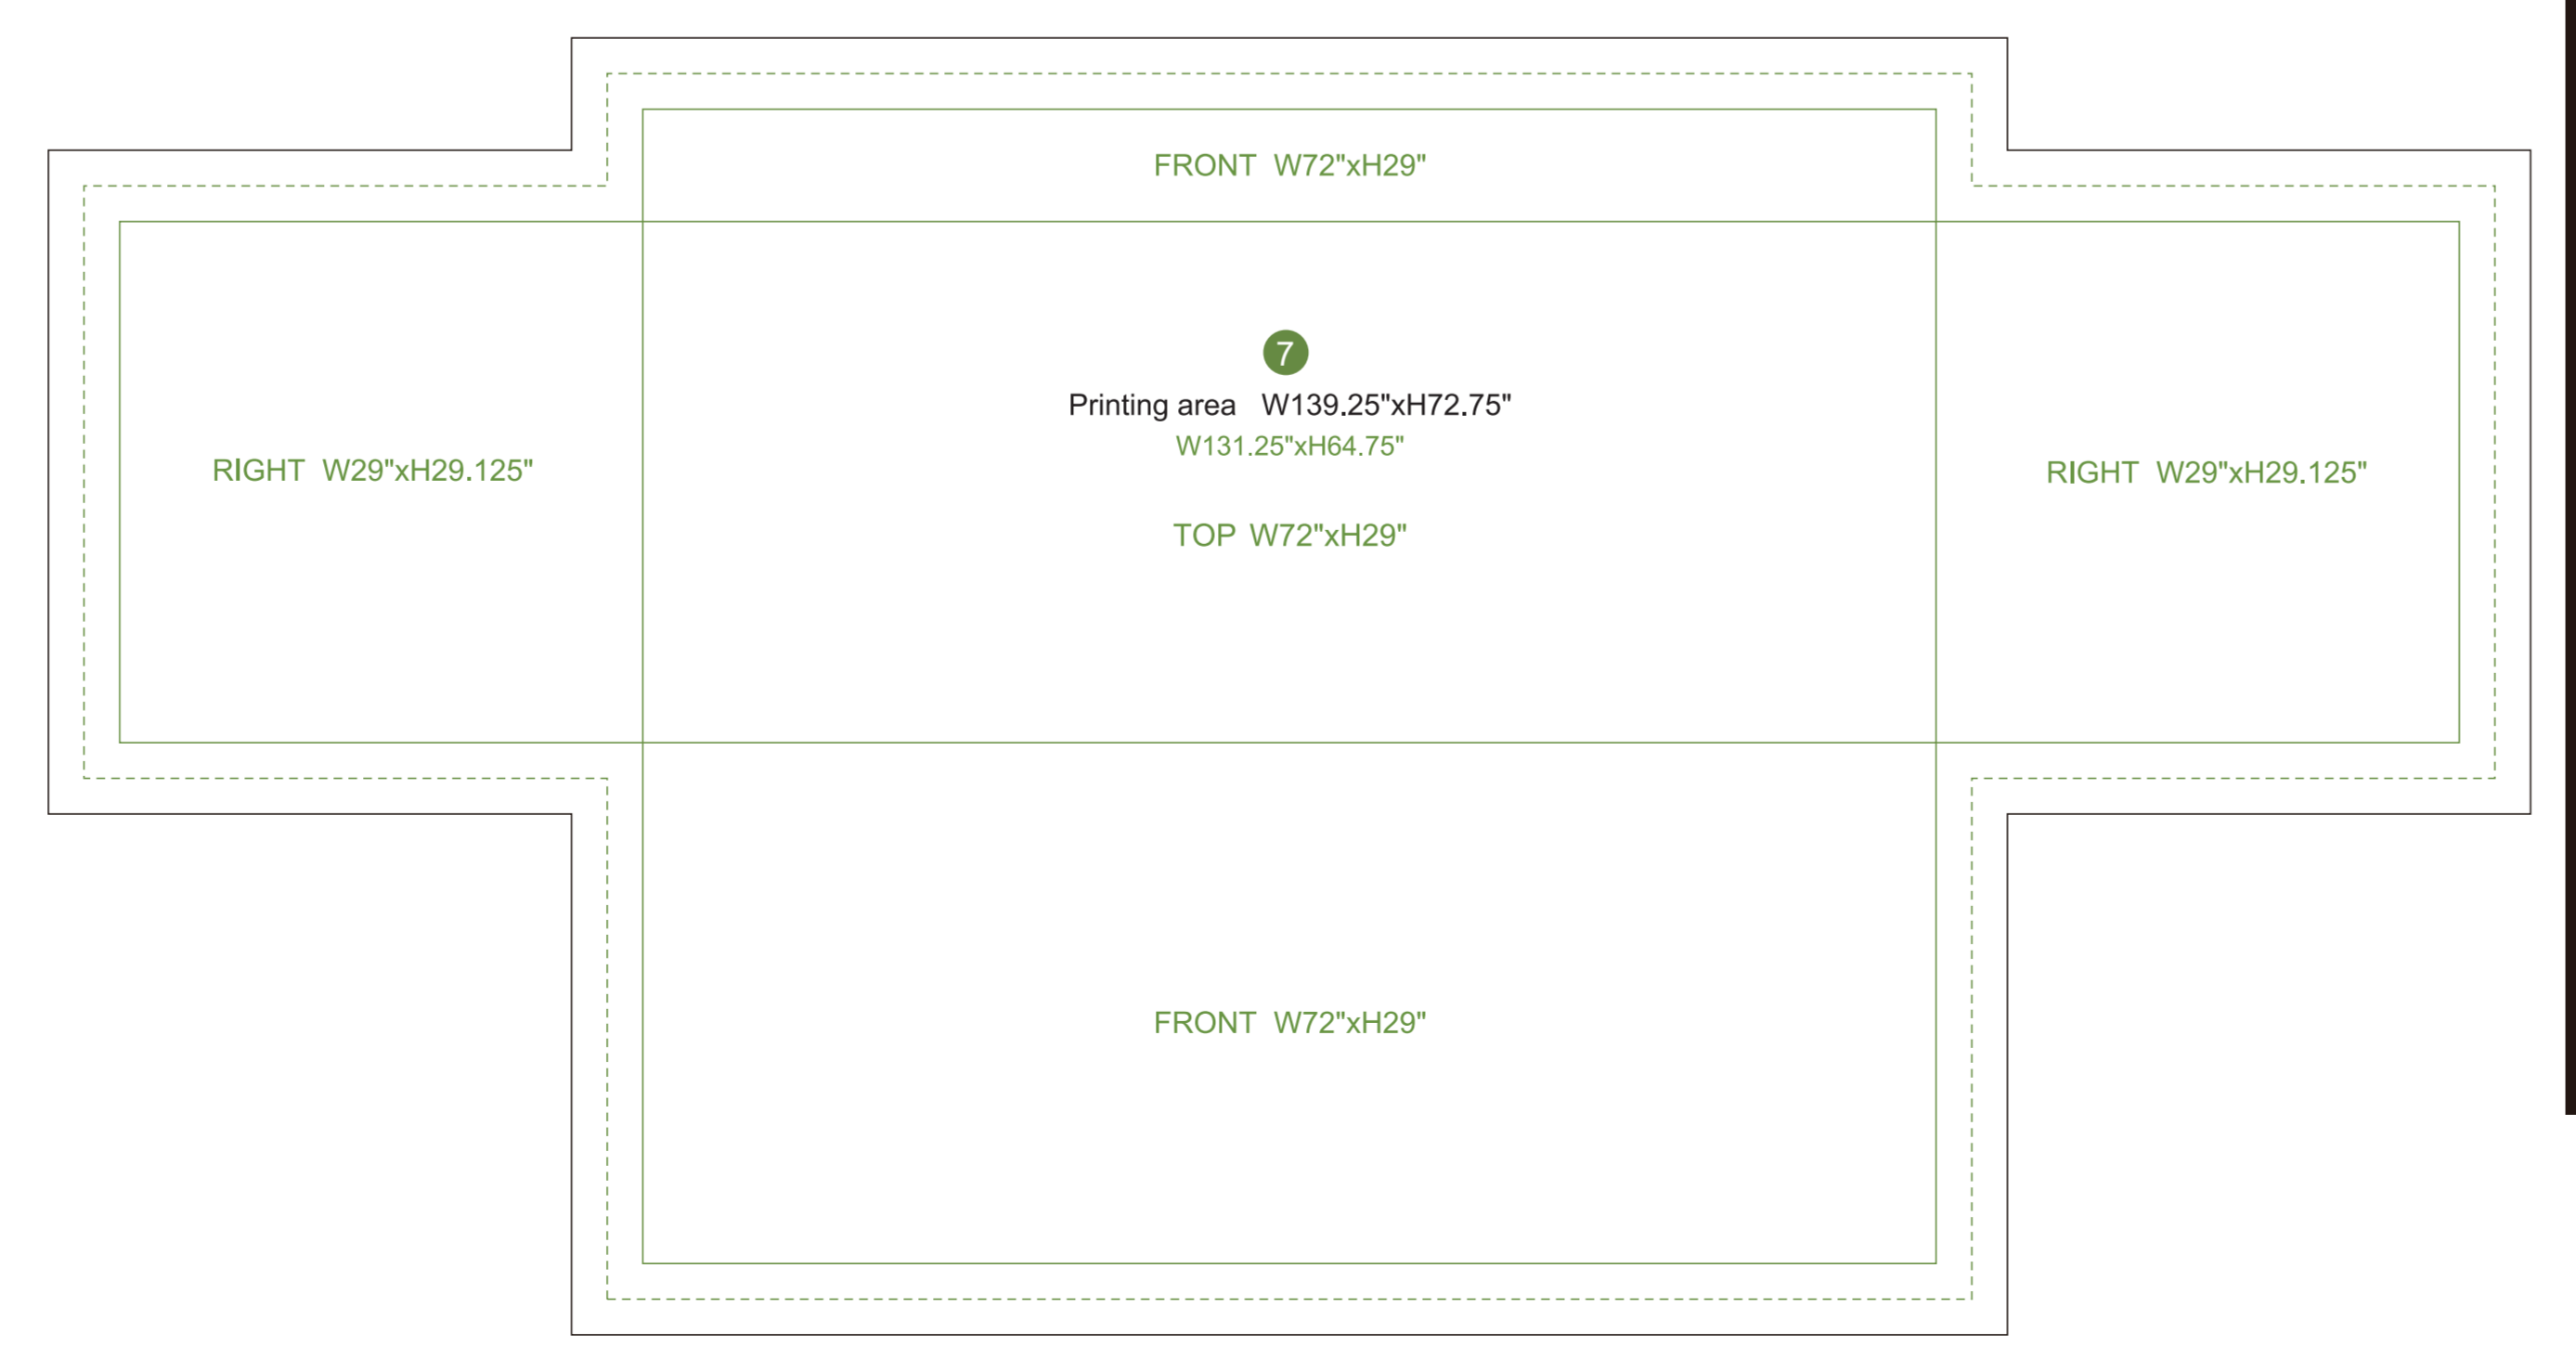 FRONT W72"xH29"
7
Printing area W139.25"xH72.75"
W131.25"xH64.75"
RIGHT W29"xH29.125"
RIGHT W29"xH29.125"
TOP W72"xH29"
FRONT W72"xH29"